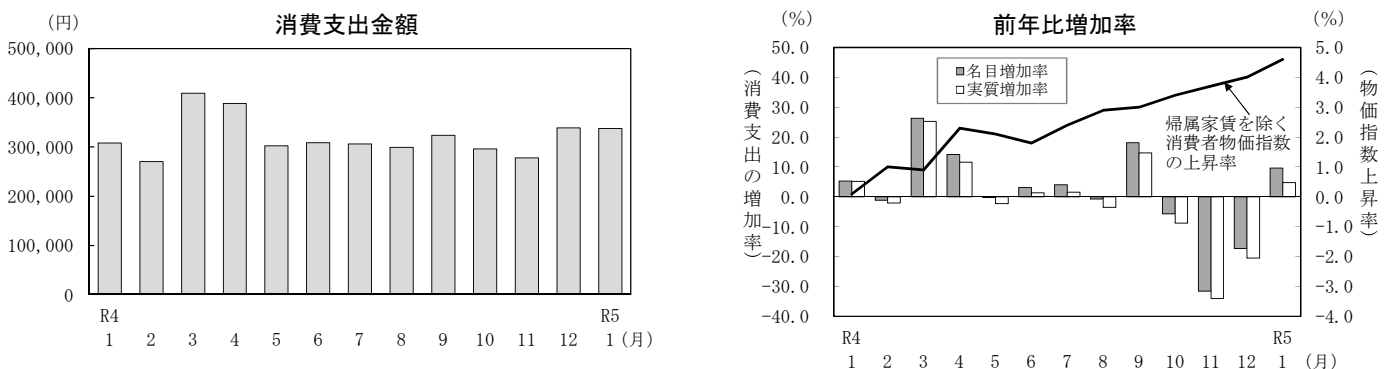 消費支出金額
(円)
500,000
400,000
300,000
200,000
100,000
0
R4 R5
1 2 3 4 5 6 7 8 9 10 11 12 1 (月)
前年比増加率
(%) (%)
(消費支出の増加率)
50.0
40.0
30.0
20.0
10.0
0.0
-10.0
-20.0
-30.0
-40.0
名目増加率
実質増加率
帰属家賃を除く
消費者物価指数
の上昇率
5.0
4.0
3.0
2.0
1.0
0.0
-1.0
-2.0
-3.0
-4.0
(物価指数上昇率)
R4 R5
1 2 3 4 5 6 7 8 9 10 11 12 1 (月)